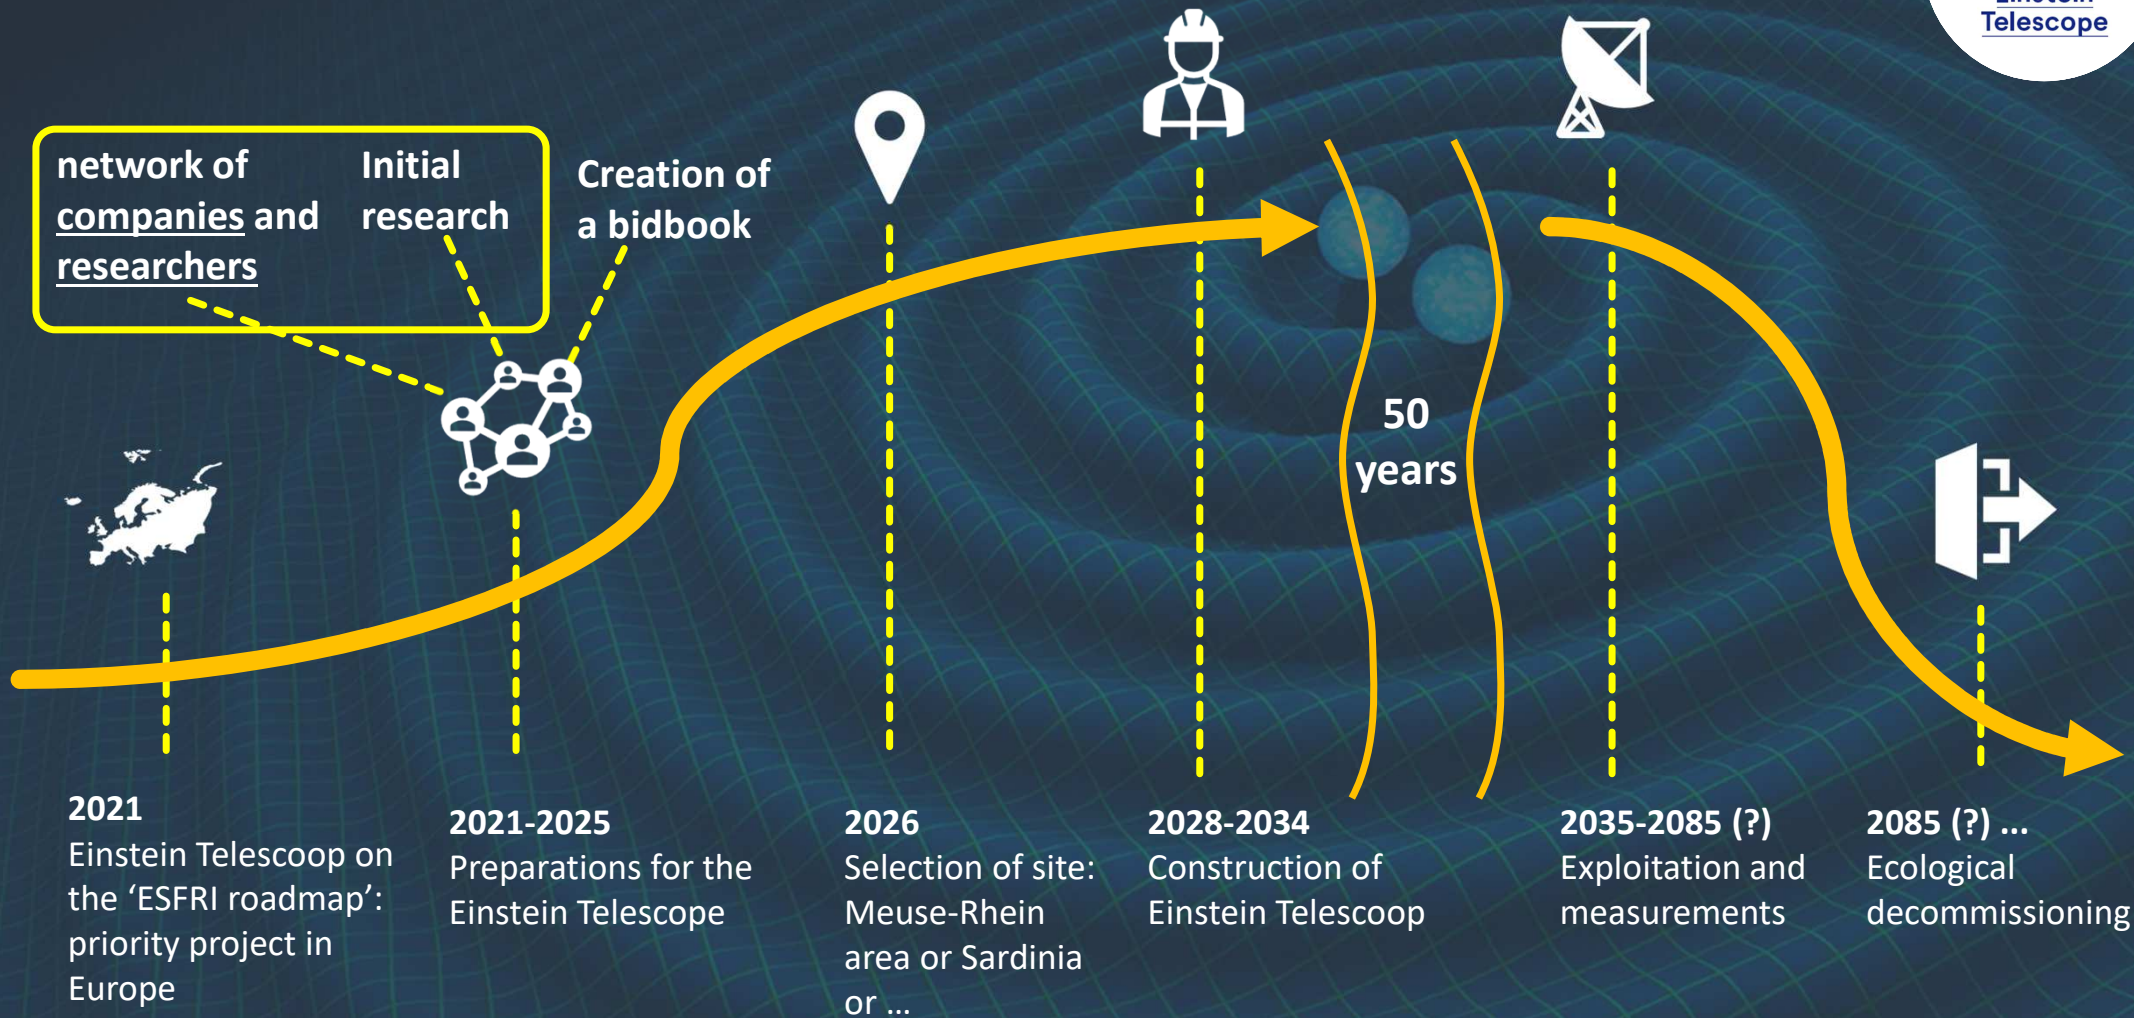 Einstein
Telescope
network of
companies and
researchers
Initial
research
Creation of
a bidbook
50
years
2021
Einstein Telescoop on
the ‘ESFRI roadmap’:
priority project in
Europe
2021-2025
Preparations for the
Einstein Telescope
2026
Selection of site:
Meuse-Rhein
area or Sardinia
or ...
2028-2034
Construction of
Einstein Telescoop
2035-2085 (?)
Exploitation and
measurements
2085 (?) ...
Ecological
decommissioning